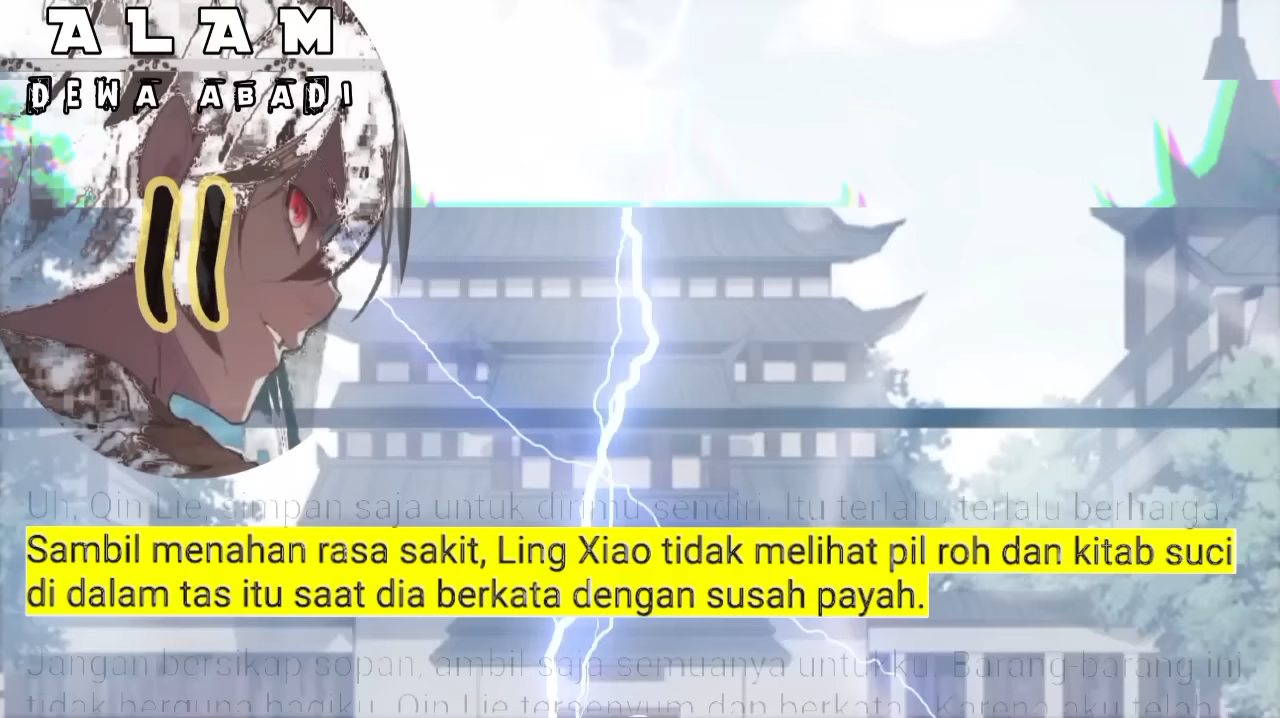 ALAM
DEWA ABADI
Uh, Qin Lie, simpan saja untuk dirimu sendiri. Itu terlalu, terlalu berharga,
Sambil menahan rasa sakit, Ling Xiao tidak melihat pil roh dan kitab suci
di dalam tas itu saat dia berkata dengan susah payah.
Jangan bersikap sopan, ambil saja semuanya untukku. Barang-barang ini
tidak berguna bagiku. Qin Lie tersenyum dan berkata. Karena aku telah